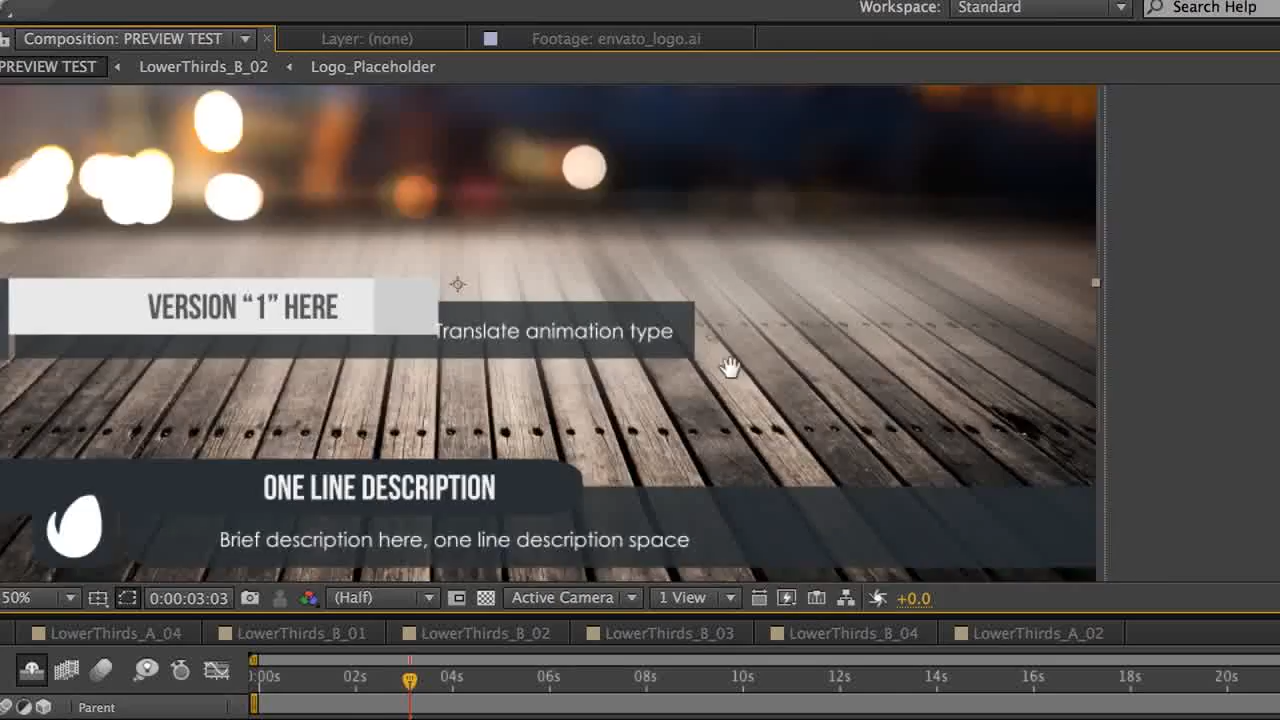 Workspace: Standard Search Help
Composition: PREVIEW TEST Layer: (none) Footage: envato_logo.ai
PREVIEW TEST LowerThirds_B_02 Logo_Placeholder
VERSION “1” HERE
Translate animation type
ONE LINE DESCRIPTION
Brief description here, one line description space
50% 0:00:03:03 (Half) Active Camera 1 View +0.0
LowerThirds_A_04 LowerThirds_B_01 LowerThirds_B_02 LowerThirds_B_03 LowerThirds_B_04 LowerThirds_A_02
:00s 02s 04s 06s 08s 10s 12s 14s 16s 18s 20s
Parent